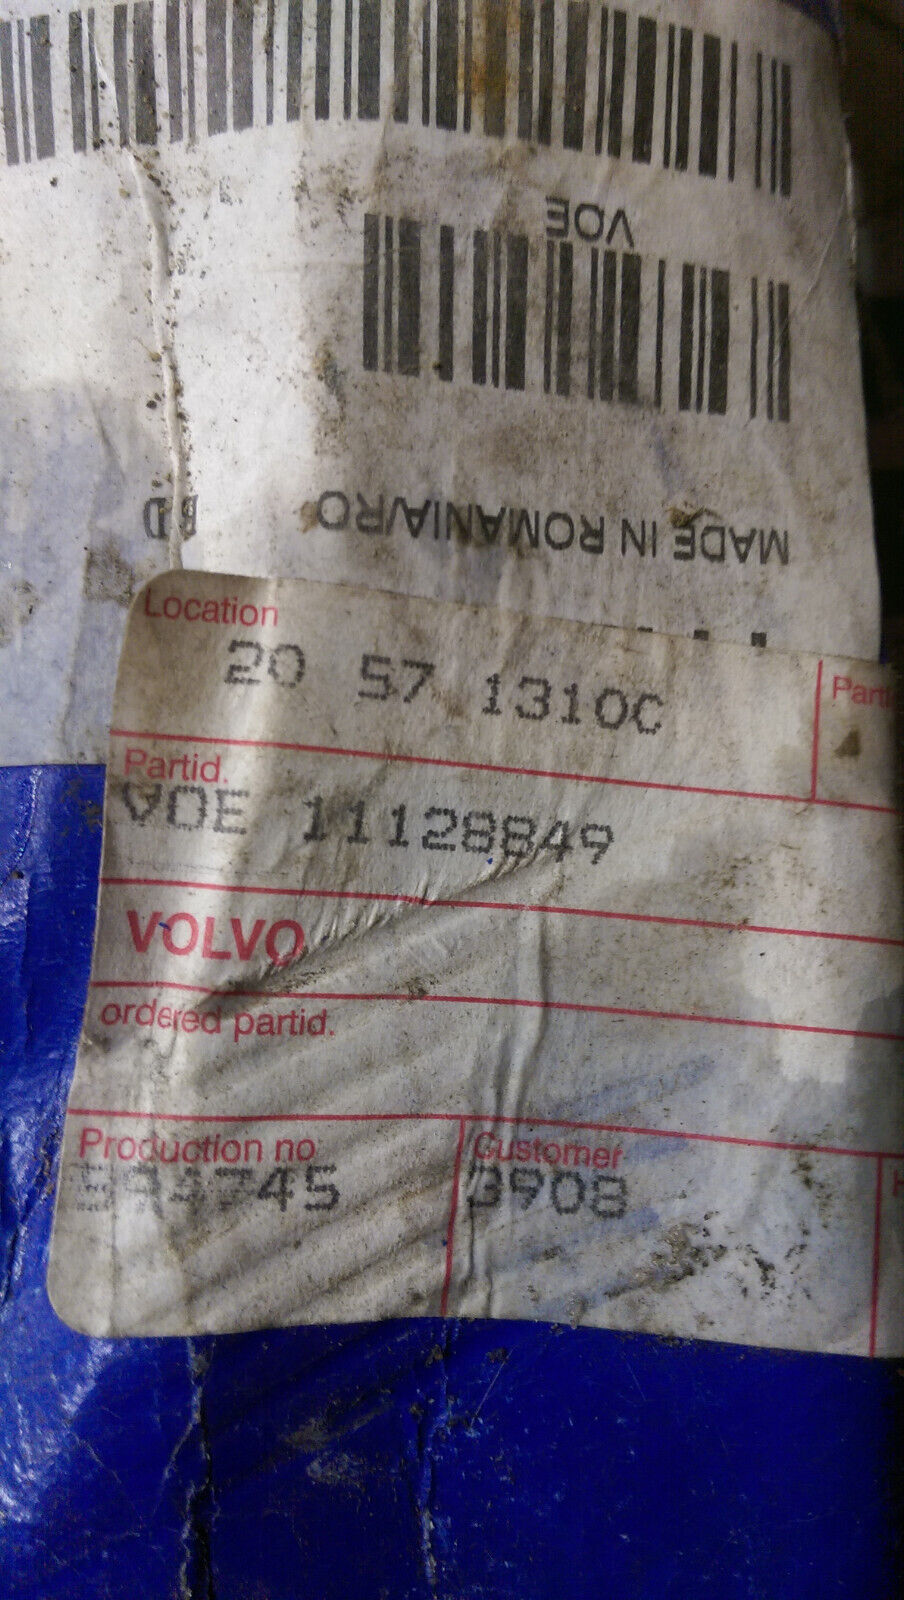 VOE
MADE IN ROMANIA/RO
Location
20 57 1310C
Partid.
VOE 11128849
VOLVO
ordered partid.
Production no
Customer
3908